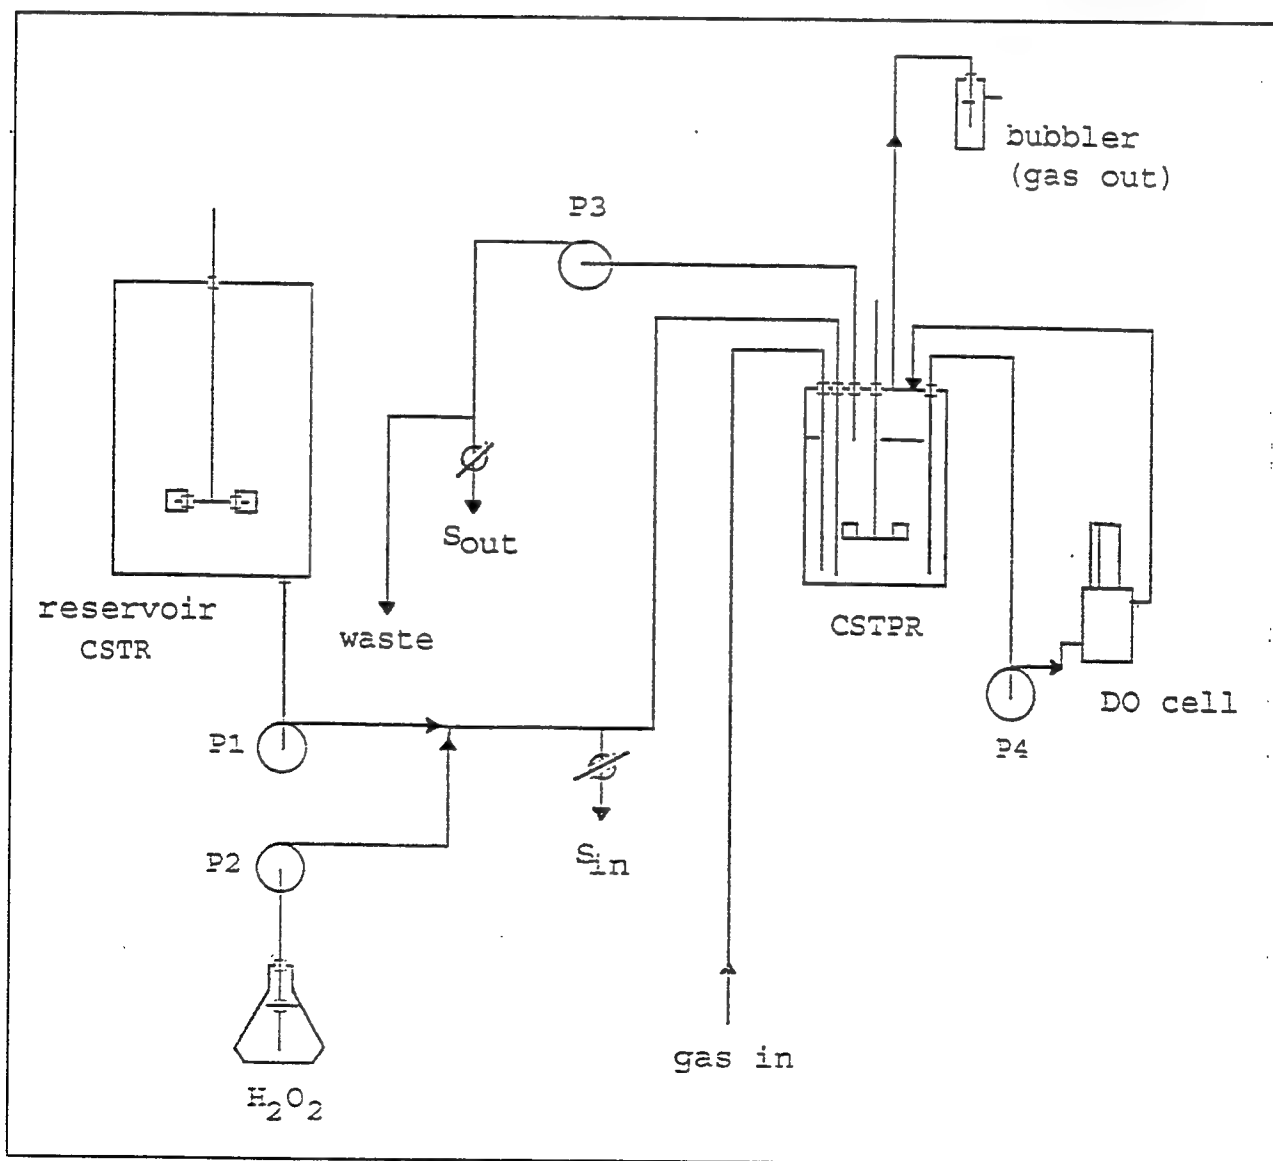 bubbler
(gas out)
P3
Sout
reservoir
CSTR
waste
CSTPR
DO cell
P1
P4
P2
Sin
gas in
H2O2